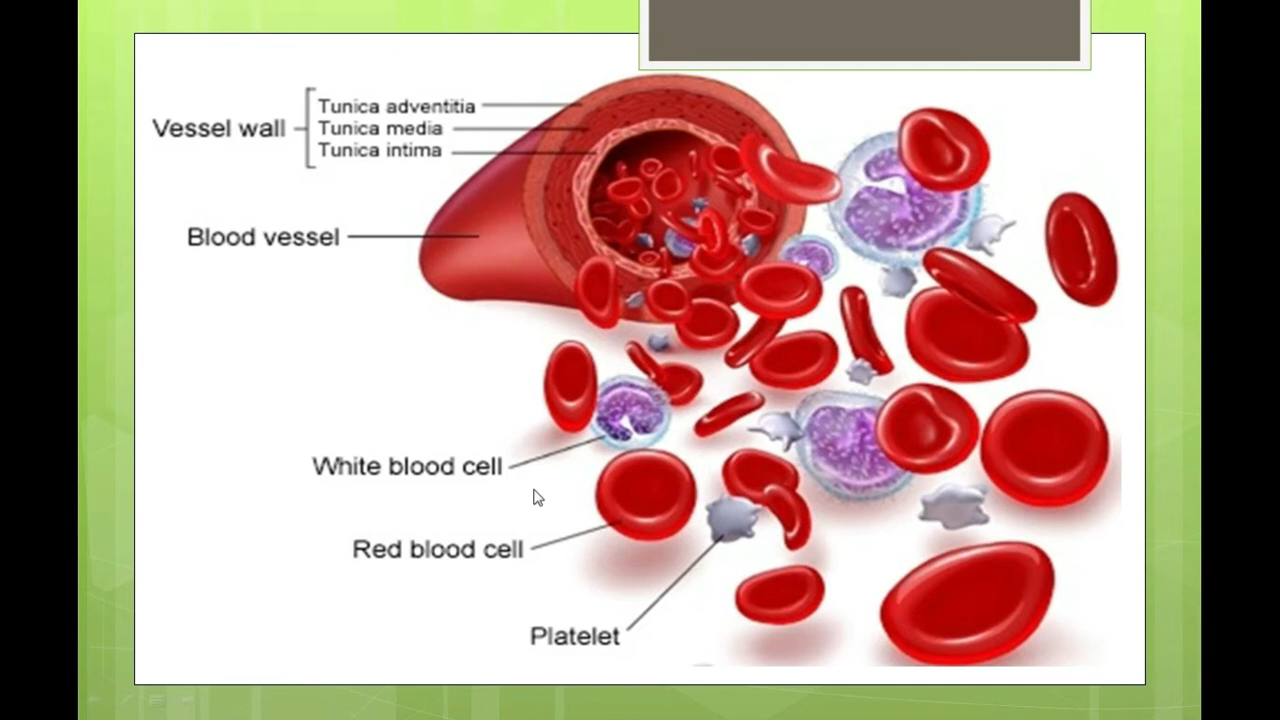 Tunica adventitia
Vessel wall
Tunica media
Tunica intima
Blood vessel
White blood cell
Red blood cell
Platelet